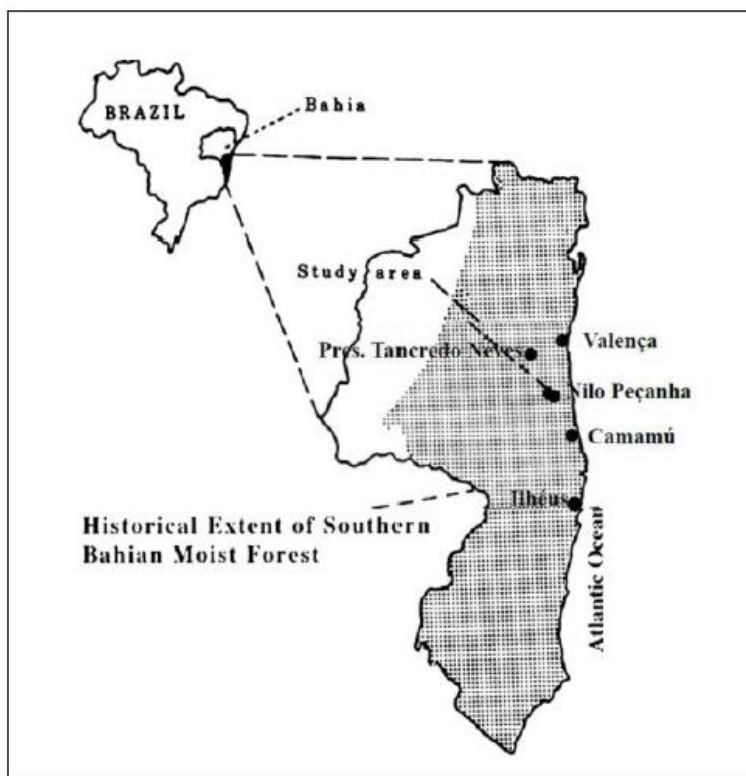 BRAZIL
Bahia
Study area
Pres. Tancredo Neves
Valença
Nilo Peçanha
Camamú
Ilhéus
Historical Extent of Southern
Bahian Moist Forest
Atlantic Ocean